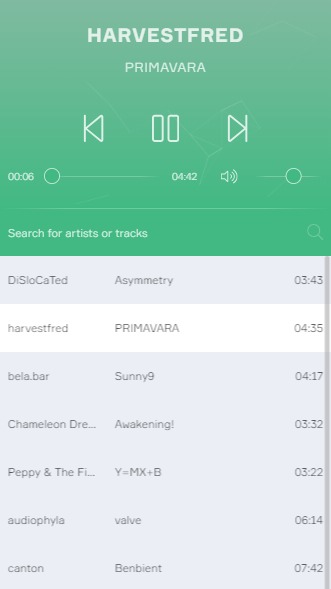 HARVESTFRED
PRIMAVARA
00:06 04:42
Search for artists or tracks
DiSloCaTed Asymmetry 03:43
harvestfred PRIMAVARA 04:35
bela.bar Sunny9 04:17
Chameleon Dre... Awakening! 03:32
Peppy & The Fi... Y=MX+B 03:22
audiophyla valve 06:14
canton Benbient 07:42